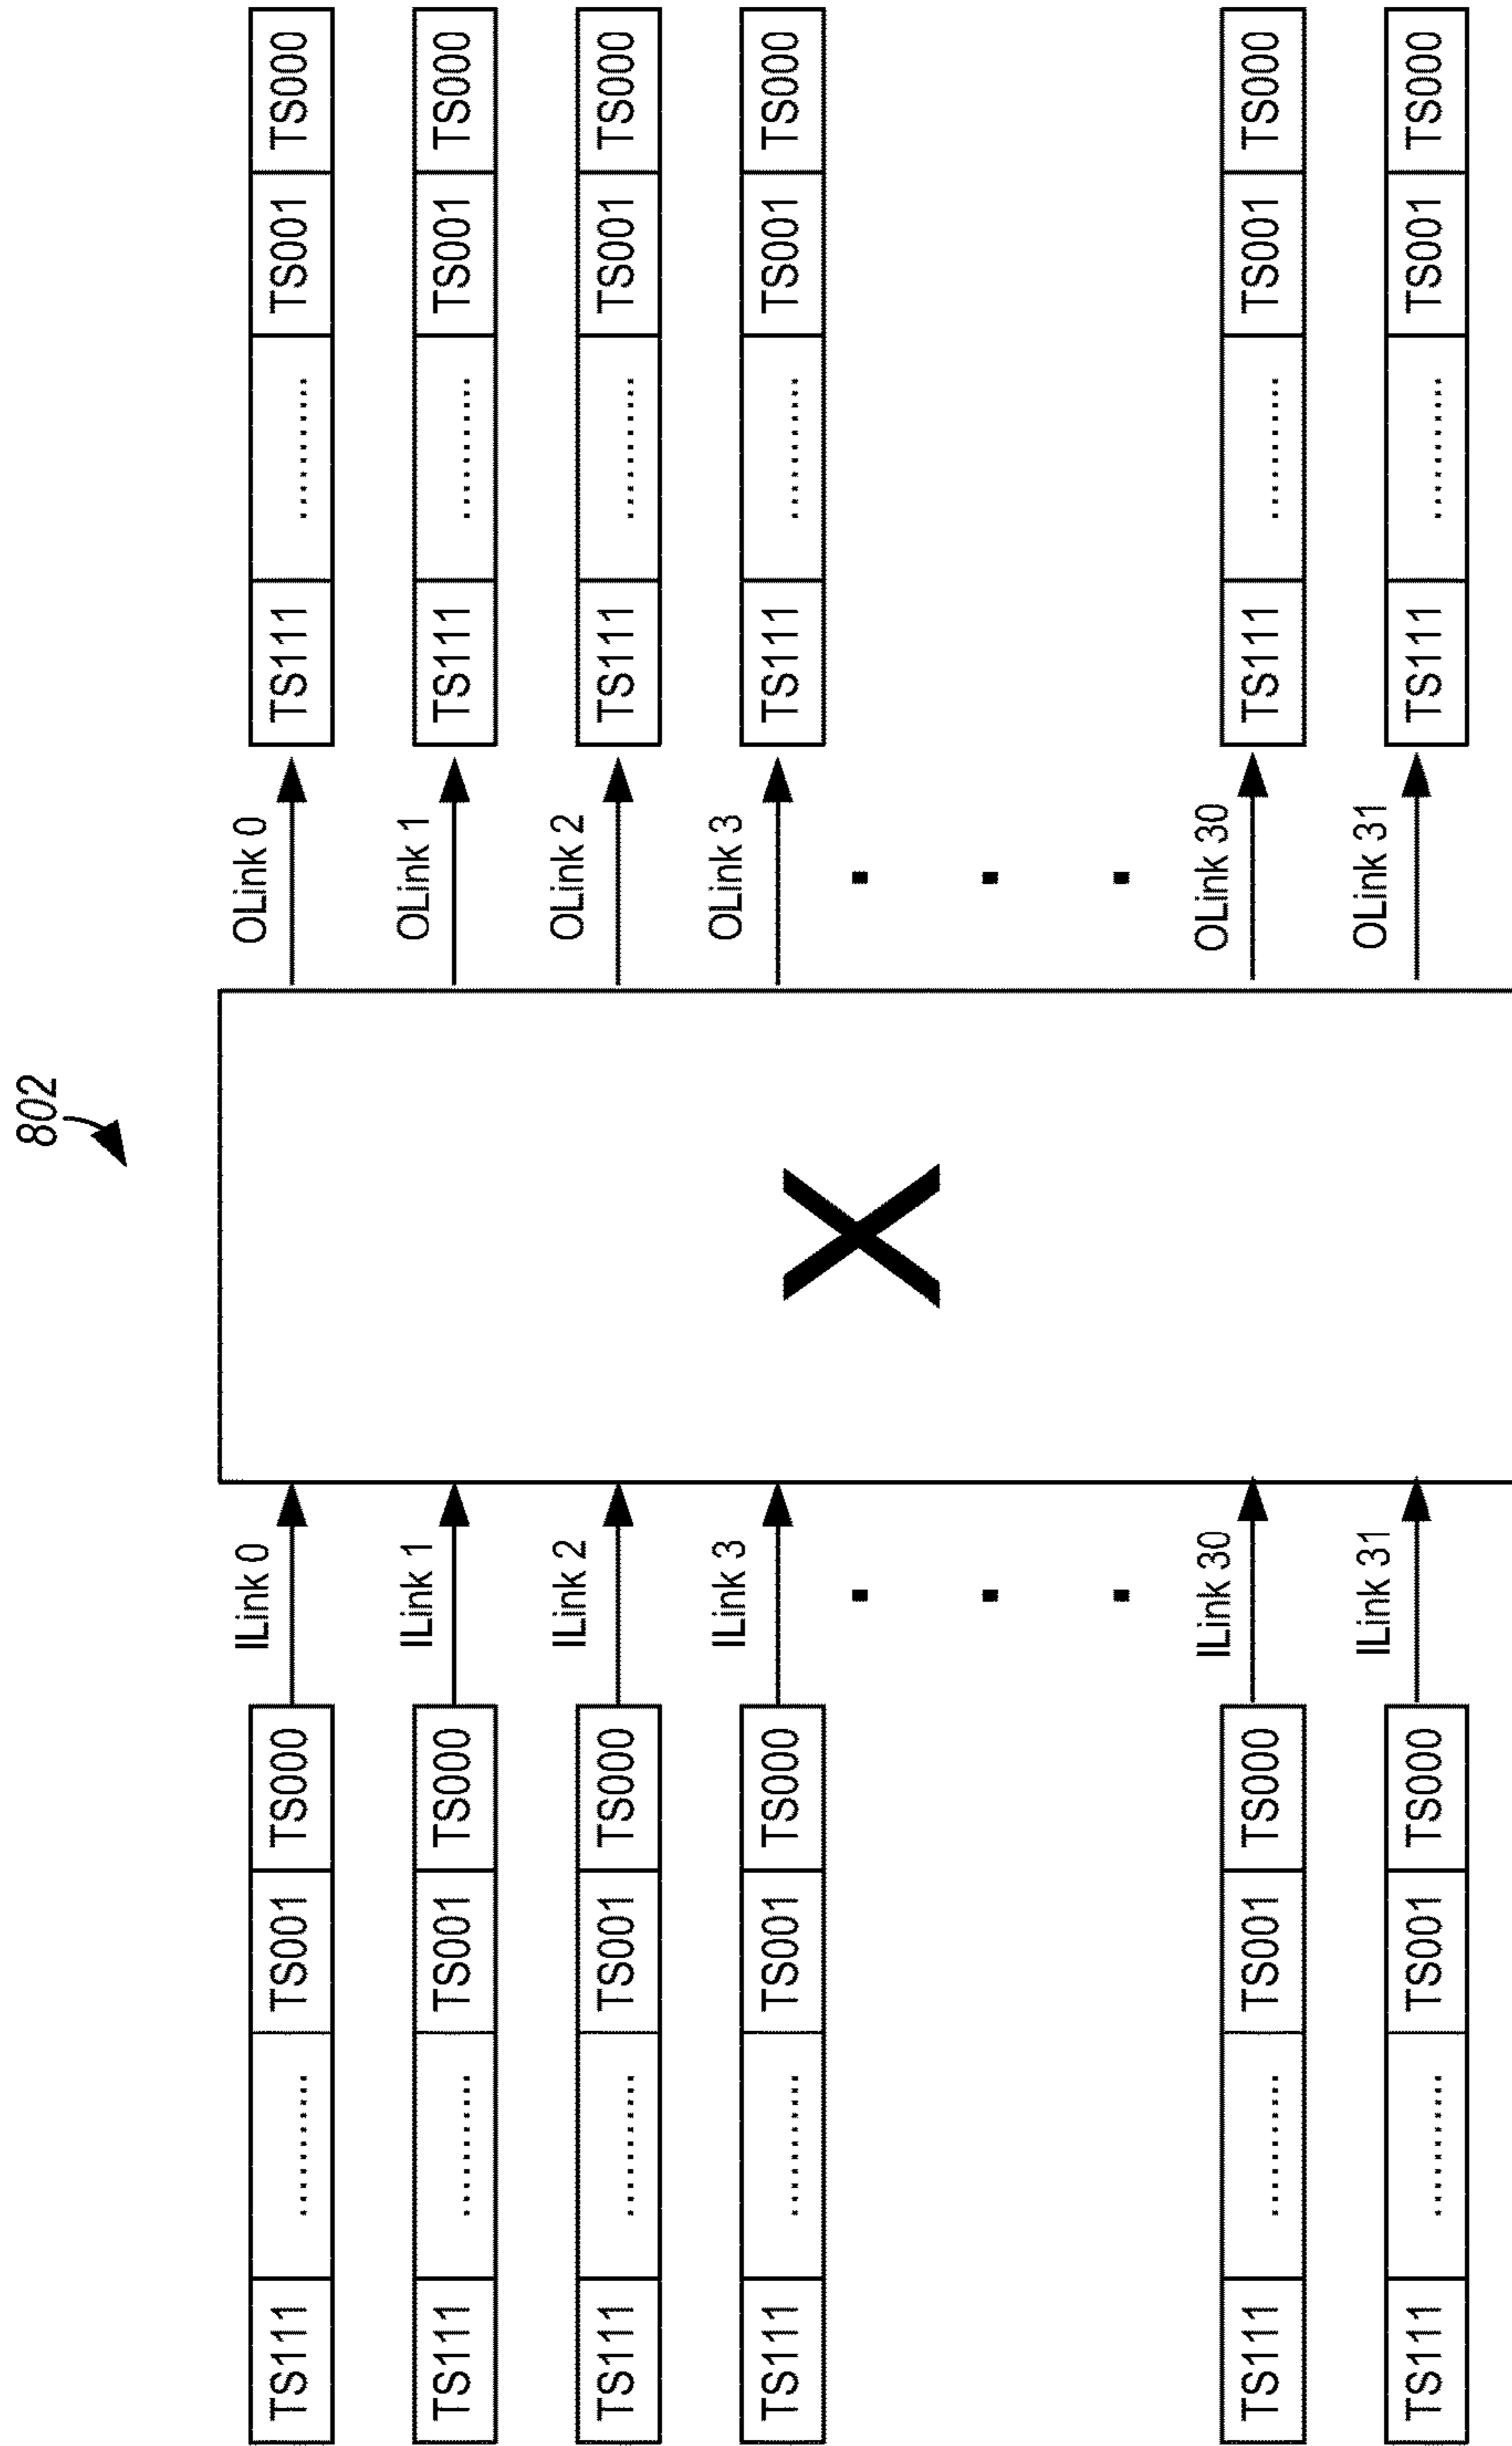 802
ILink 0
OLink 0
TS111 .......... TS001 TS000
TS111 .......... TS001 TS000
ILink 1
OLink 1
TS111 .......... TS001 TS000
TS111 .......... TS001 TS000
ILink 2
OLink 2
TS111 .......... TS001 TS000
TS111 .......... TS001 TS000
ILink 3
OLink 3
TS111 .......... TS001 TS000
X
TS111 .......... TS001 TS000
ILink 30
OLink 30
TS111 .......... TS001 TS000
TS111 .......... TS001 TS000
ILink 31
OLink 31
TS111 .......... TS001 TS000
TS111 .......... TS001 TS000